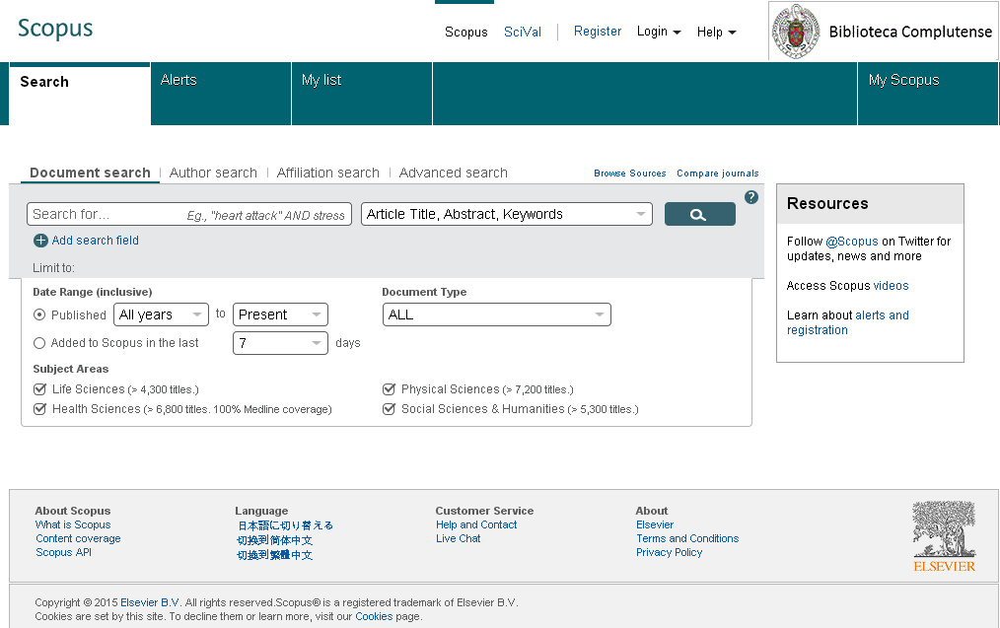 Scopus
Scopus SciVal Register Login Help
Biblioteca Complutense
Search Alerts My list My Scopus
Document search Author search Affiliation search Advanced search Browse Sources Compare journals
Search for... Eg., "heart attack" AND stress Article Title, Abstract, Keywords ?
Add search field
Limit to:
Date Range (inclusive) Document Type
Published All years to Present ALL
Added to Scopus in the last 7 days
Subject Areas
Life Sciences (> 4,300 titles.) Physical Sciences (> 7,200 titles.)
Health Sciences (> 6,800 titles. 100% Medline coverage) Social Sciences & Humanities (> 5,300 titles.)
Resources
Follow @Scopus on Twitter for
updates, news and more
Access Scopus videos
Learn about alerts and
registration
About Scopus Language Customer Service About
What is Scopus 日本語に切り替える Help and Contact Elsevier
Content coverage 切换到简体中文 Live Chat Terms and Conditions
Scopus API 切換到繁體中文 Privacy Policy
ELSEVIER
Copyright © 2015 Elsevier B.V. All rights reserved.Scopus® is a registered trademark of Elsevier B.V.
Cookies are set by this site. To decline them or learn more, visit our Cookies page.